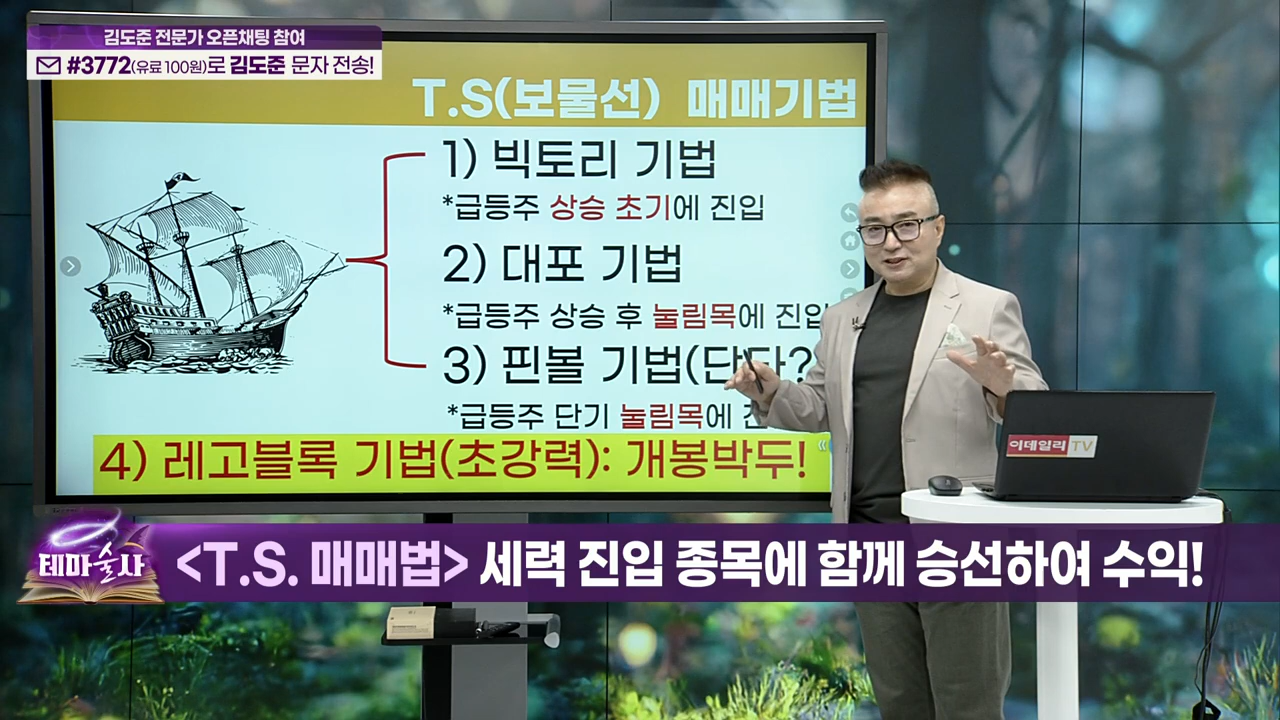 김도준 전문가 오픈채팅 참여
#3772(유료 100원)로 김도준 문자 전송!
T.S(보물선) 매매기법
1) 빅토리 기법
*급등주 상승 초기에 진입
2) 대포 기법
*급등주 상승 후 눌림목에 진입
3) 핀볼 기법(단타?
*급등주 단기 눌림목에
4) 레고블록 기법(초강력): 개봉박두!
이데일리 TV
테마술사
<T.S. 매매법> 세력 진입 종목에 함께 승선하여 수익!